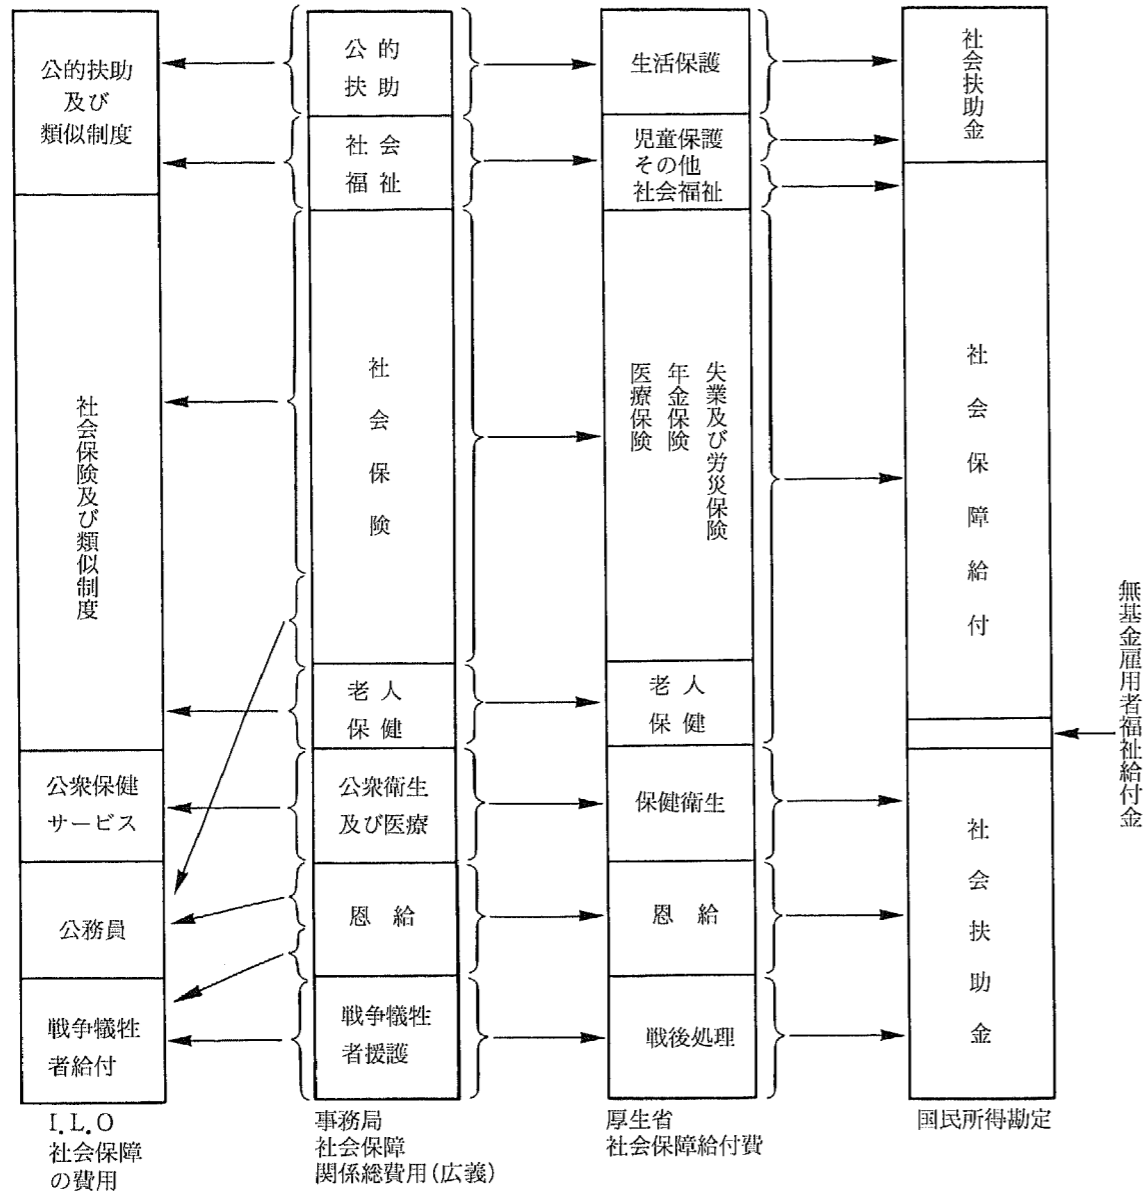 公的扶助
及び
類似制度
社会保険及び類似制度
公衆保健
サービス
公務員
戦争犠牲
者給付
I.L.O
社会保障
の費用
公的
扶助
社会
福祉
社会保険
老人
保健
公衆衛生
及び医療
恩給
戦争犠牲
者援護
事務局
社会保障
関係総費用(広義)
生活保護
児童保護
その他
社会福祉
失業及び労災保険
年金保険
医療保険
老人
保健
保健衛生
恩給
戦後処理
厚生省
社会保障給付費
社会扶助金
社会保障給付
社会扶助金
国民所得勘定
無基金雇用者福祉給付金